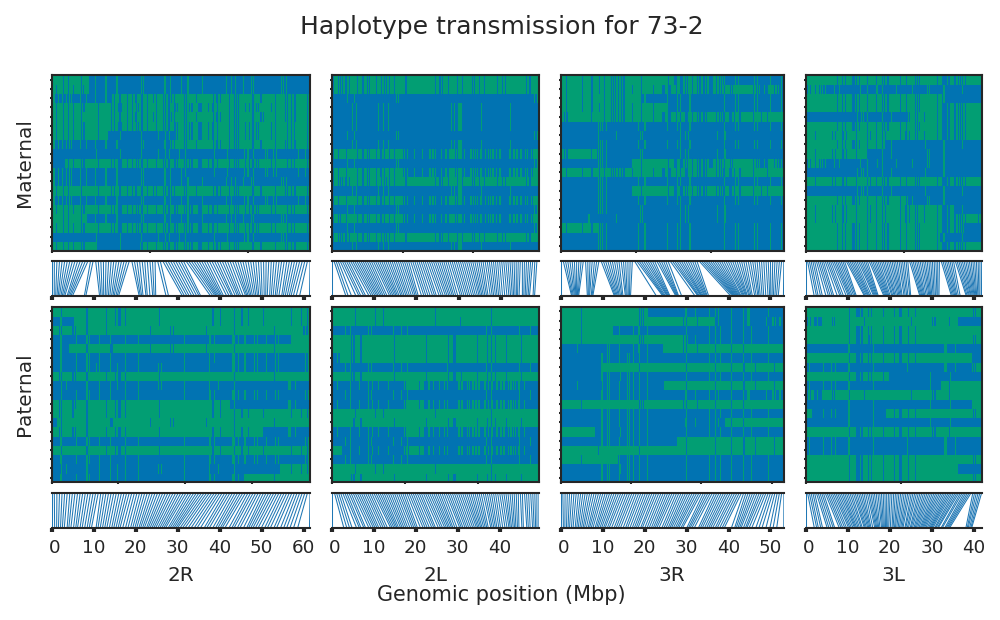 Haplotype transmission for 73-2
Maternal
Paternal
0 10 20 30 40 50 60
0 10 20 30 40
0 10 20 30 40 50
0 10 20 30 40
2R
2L
3R
3L
Genomic position (Mbp)